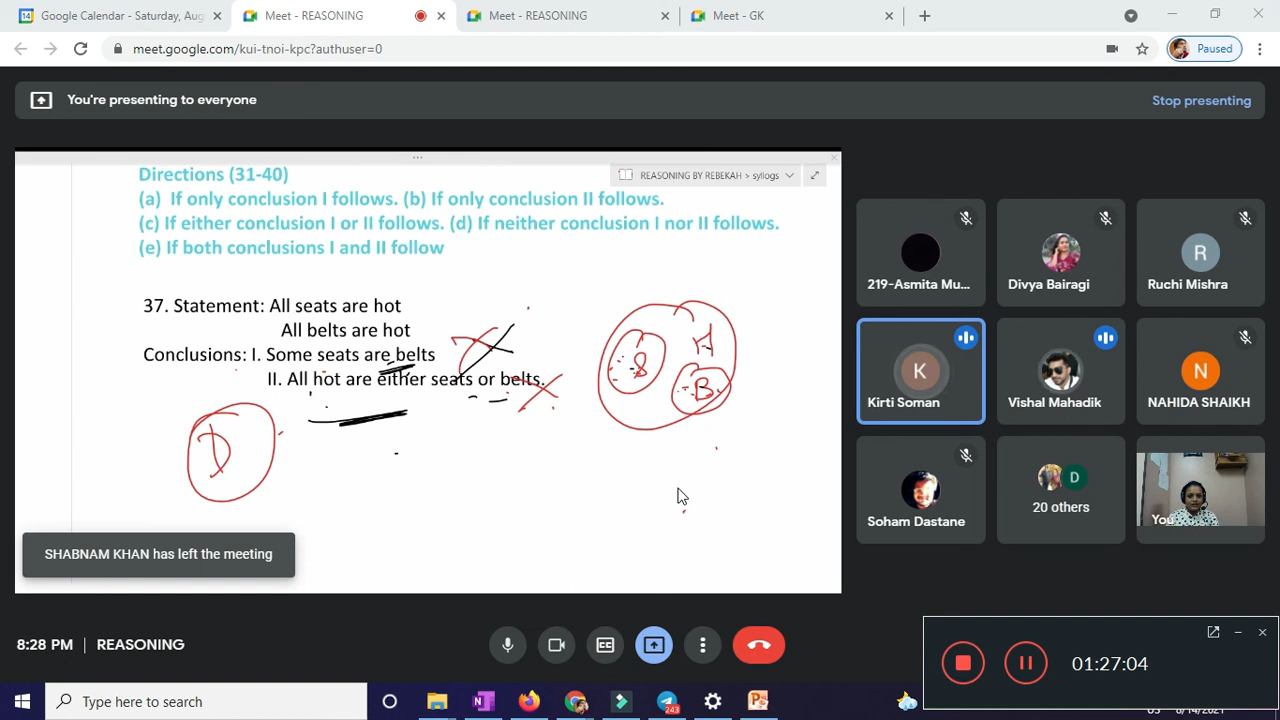 Google Calendar - Saturday, Aug
Meet - REASONING
Meet - REASONING
Meet - GK
meet.google.com/kui-tnoi-kpc?authuser=0
Paused
You're presenting to everyone
Stop presenting
REASONING BY REBEKAH > syllogs
Directions (31-40)
(a) If only conclusion I follows. (b) If only conclusion II follows.
(c) If either conclusion I or II follows. (d) If neither conclusion I nor II follows.
(e) If both conclusions I and II follow
37. Statement: All seats are hot
All belts are hot
Conclusions: I. Some seats are belts
II. All hot are either seats or belts.
S
H
B
D
219-Asmita Mu...
Divya Bairagi
Ruchi Mishra
Kirti Soman
K
Vishal Mahadik
NAHIDA SHAIKH
R
N
Soham Dastane
D
20 others
You
SHABNAM KHAN has left the meeting
8:28 PM | REASONING
01:27:04
Type here to search
243
8/14/2021